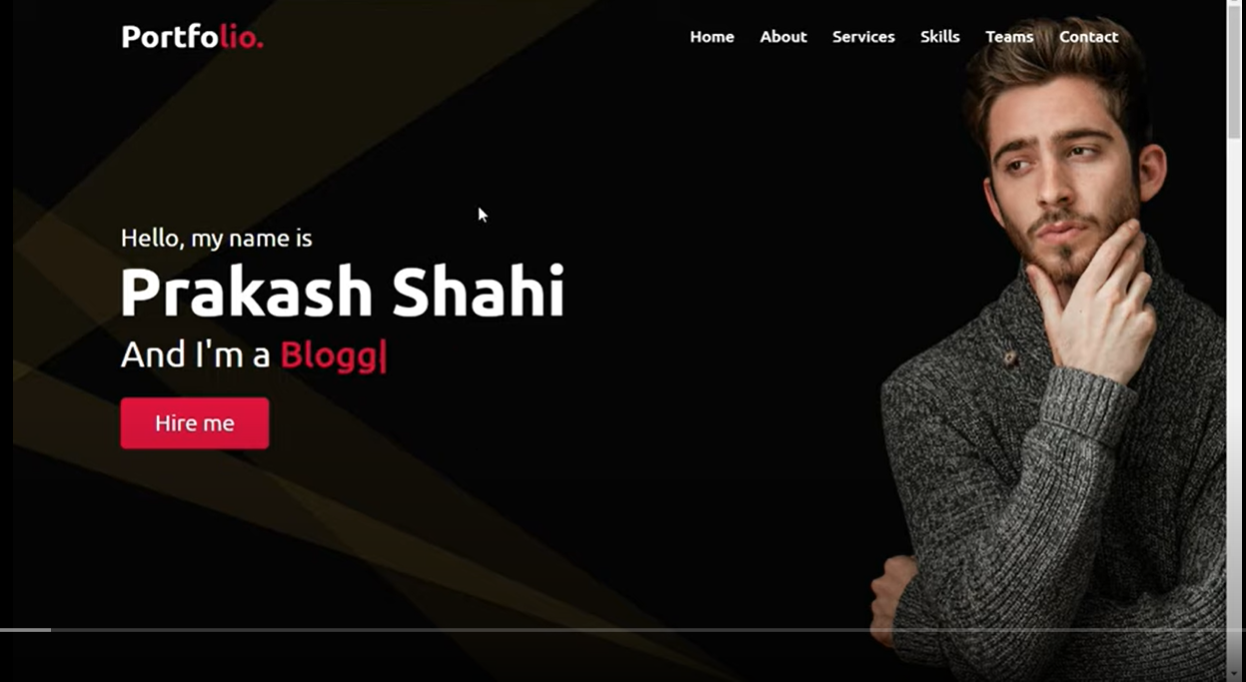 Portfolio.
Home About Services Skills Teams Contact
Hello, my name is
Prakash Shahi
And I'm a Blogg|
Hire me